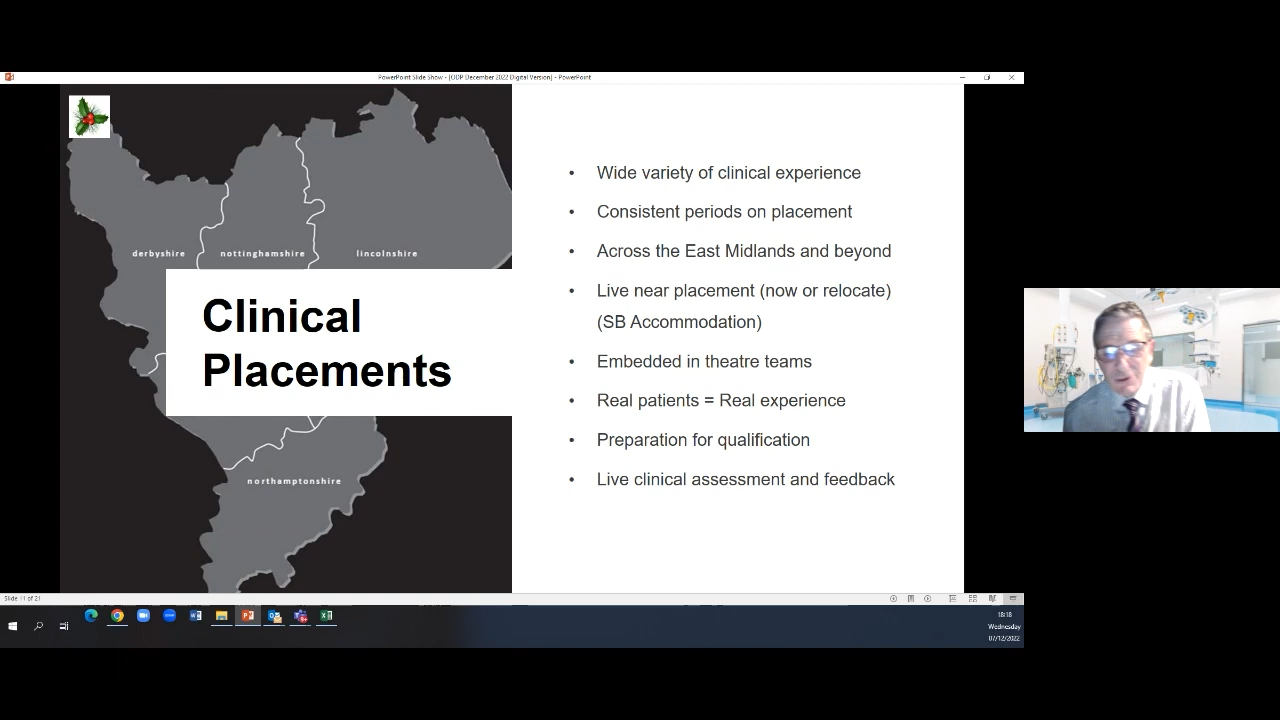 PowerPoint Slide Show - [ODP December 2022 Digital Version] - PowerPoint
derbyshire
nottinghamshire
lincolnshire
Clinical
Placements
northamptonshire
• Wide variety of clinical experience
• Consistent periods on placement
• Across the East Midlands and beyond
• Live near placement (now or relocate)
(SB Accommodation)
• Embedded in theatre teams
• Real patients = Real experience
• Preparation for qualification
• Live clinical assessment and feedback
Slide 11 of 21
18:18
Wednesday
07/12/2022